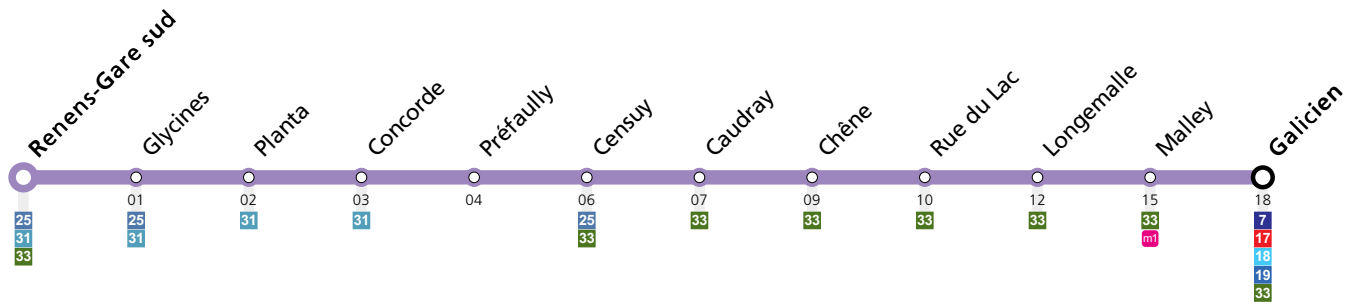 Renens-Gare sud
Glycines
Planta
Concorde
Préfaully
Censuy
Caudray
Chêne
Rue du Lac
Longemalle
Malley
Galicien
01 02 03 04 06 07 09 10 12 15 18
25 25 31 31 25 33 33 33 33 33 7
31 31 33 m1 17
33 18
19
33